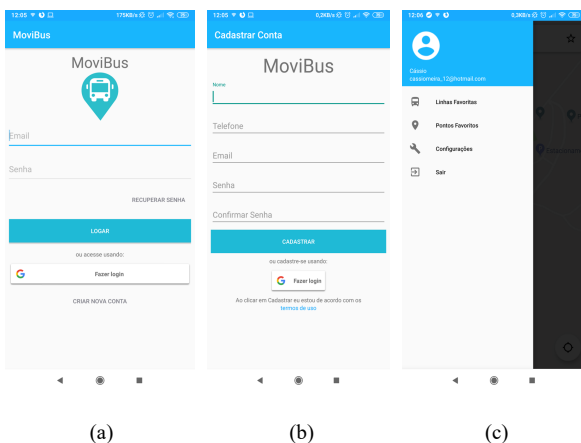 12:05
175KB/s
MoviBus
MoviBus
Email
Senha
RECUPERAR SENHA
LOGAR
ou acesse usando:
G Fazer login
CRIAR NOVA CONTA
(a)
12:05
0,2KB/s
Cadastrar Conta
MoviBus
Nome
Telefone
Email
Senha
Confirmar Senha
CADASTRAR
ou cadastre-se usando:
G Fazer login
Ao clicar em Cadastrar eu estou de acordo com os
termos de uso
(b)
12:06
0,3KB/s
Cássio
cassiomeira_12@hotmail.com
Linhas Favoritas
Pontos Favoritos
Configurações
Sair
(c)